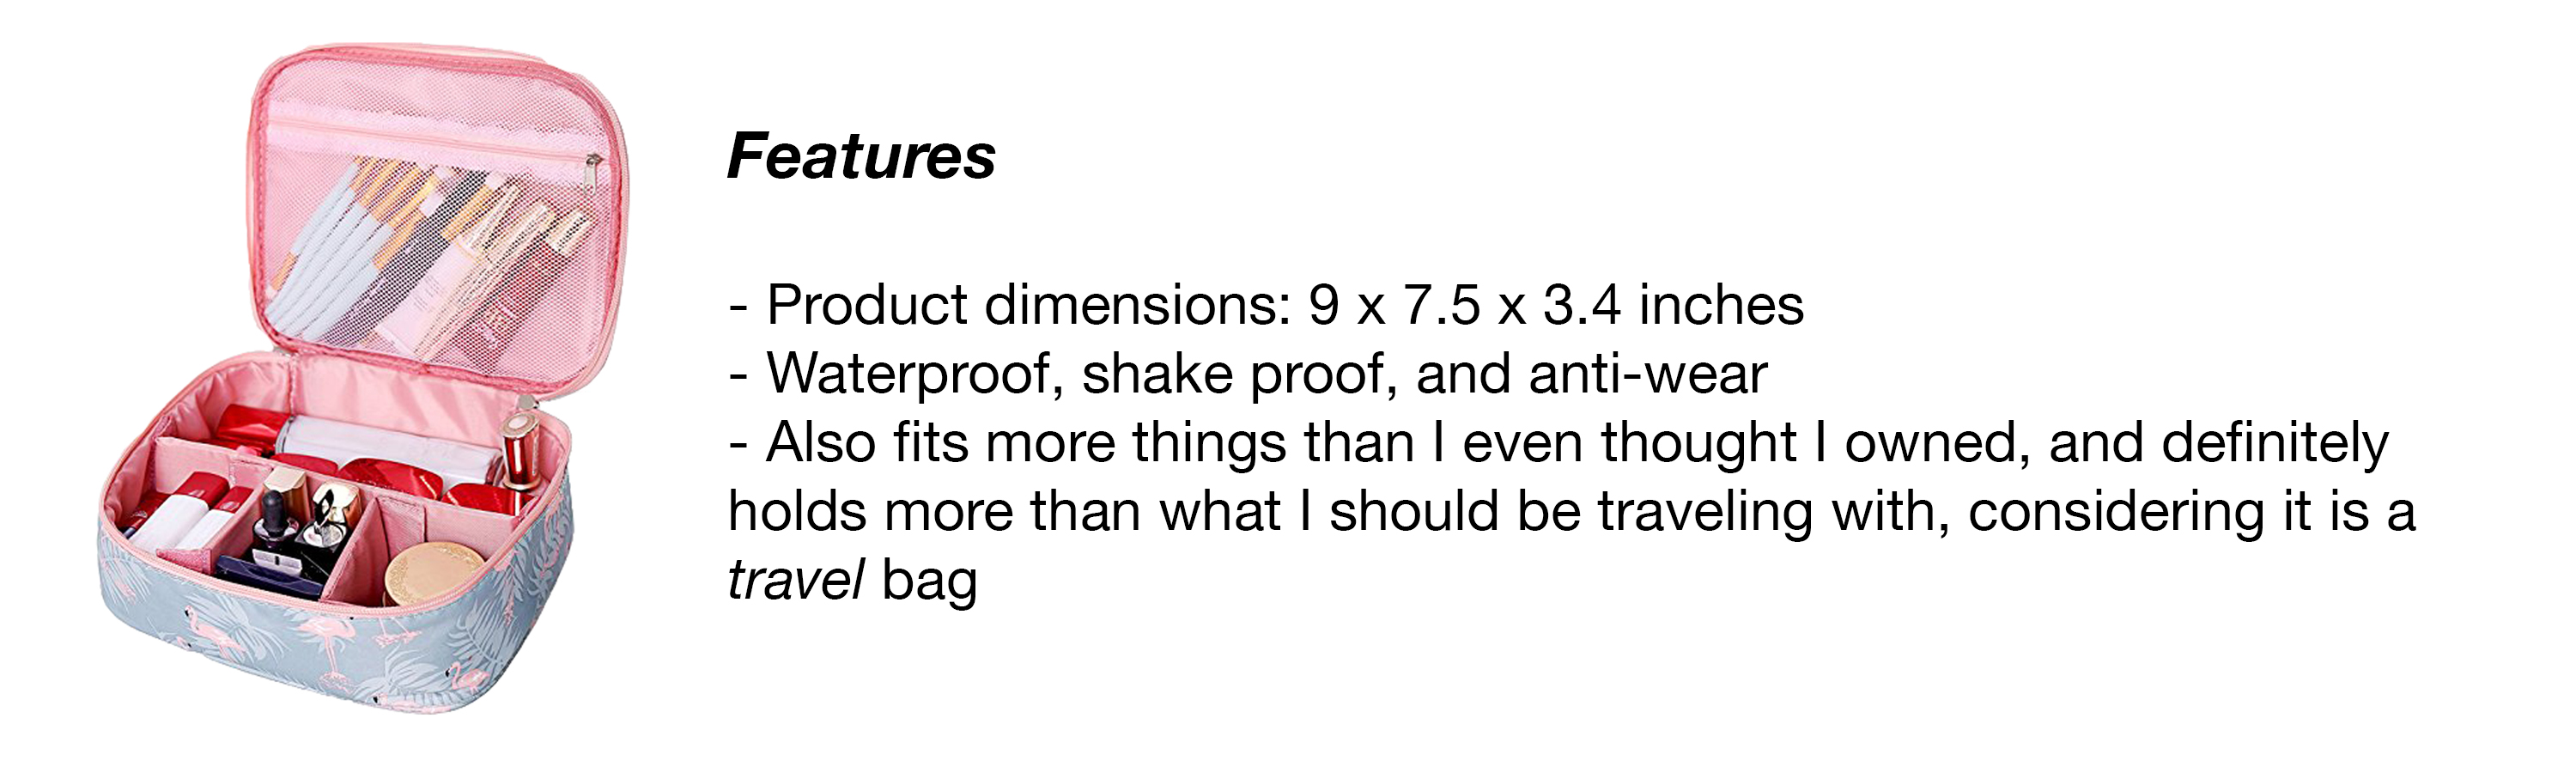 Features
- Product dimensions: 9 x 7.5 x 3.4 inches
- Waterproof, shake proof, and anti-wear
- Also fits more things than I even thought I owned, and definitely
holds more than what I should be traveling with, considering it is a
travel bag